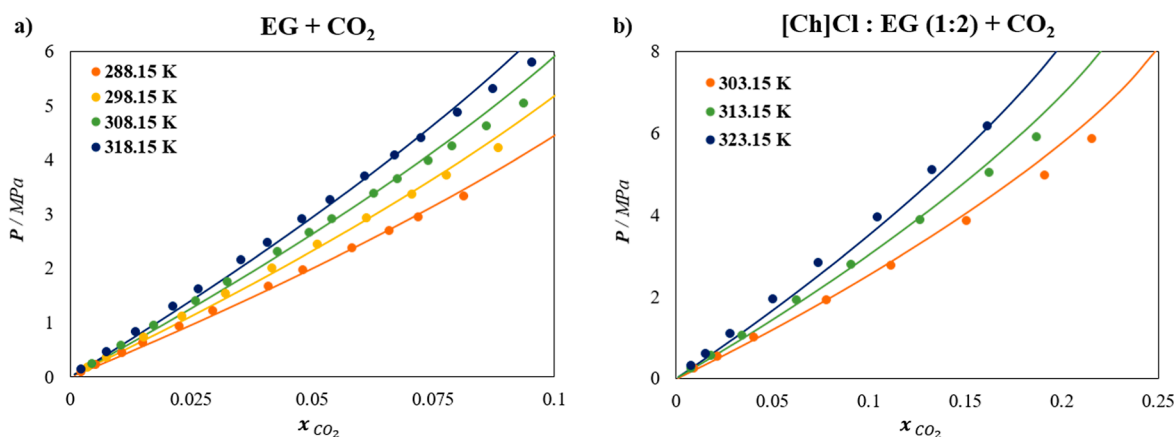 a)
EG + CO₂
6
5
4
3
2
1
0
P / MPa
288.15 K
298.15 K
308.15 K
318.15 K
0
0.025
0.05
0.075
0.1
x CO₂
b)
[Ch]Cl : EG (1:2) + CO₂
8
6
4
2
0
P / MPa
303.15 K
313.15 K
323.15 K
0
0.05
0.1
0.15
0.2
0.25
x CO₂